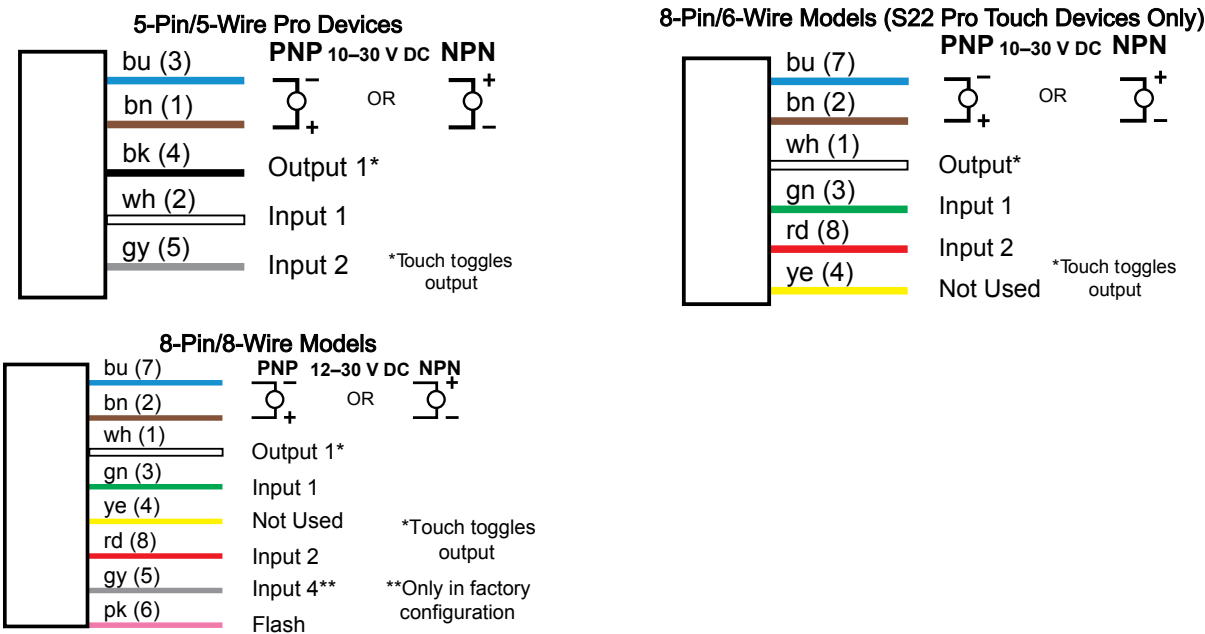 5-Pin/5-Wire Pro Devices
PNP 10–30 V DC NPN
bu (3)
− +
bn (1)
OR
+ −
bk (4)
Output 1*
wh (2)
Input 1
gy (5)
Input 2
*Touch toggles
output
8-Pin/6-Wire Models (S22 Pro Touch Devices Only)
PNP 10–30 V DC NPN
bu (7)
− +
bn (2)
OR
+ −
wh (1)
Output*
gn (3)
Input 1
rd (8)
Input 2
ye (4)
Not Used
*Touch toggles
output
8-Pin/8-Wire Models
bu (7)
PNP 12–30 V DC NPN
− +
bn (2)
OR
+ −
wh (1)
Output 1*
gn (3)
Input 1
ye (4)
Not Used
rd (8)
Input 2
gy (5)
Input 4**
pk (6)
Flash
*Touch toggles
output
**Only in factory
configuration